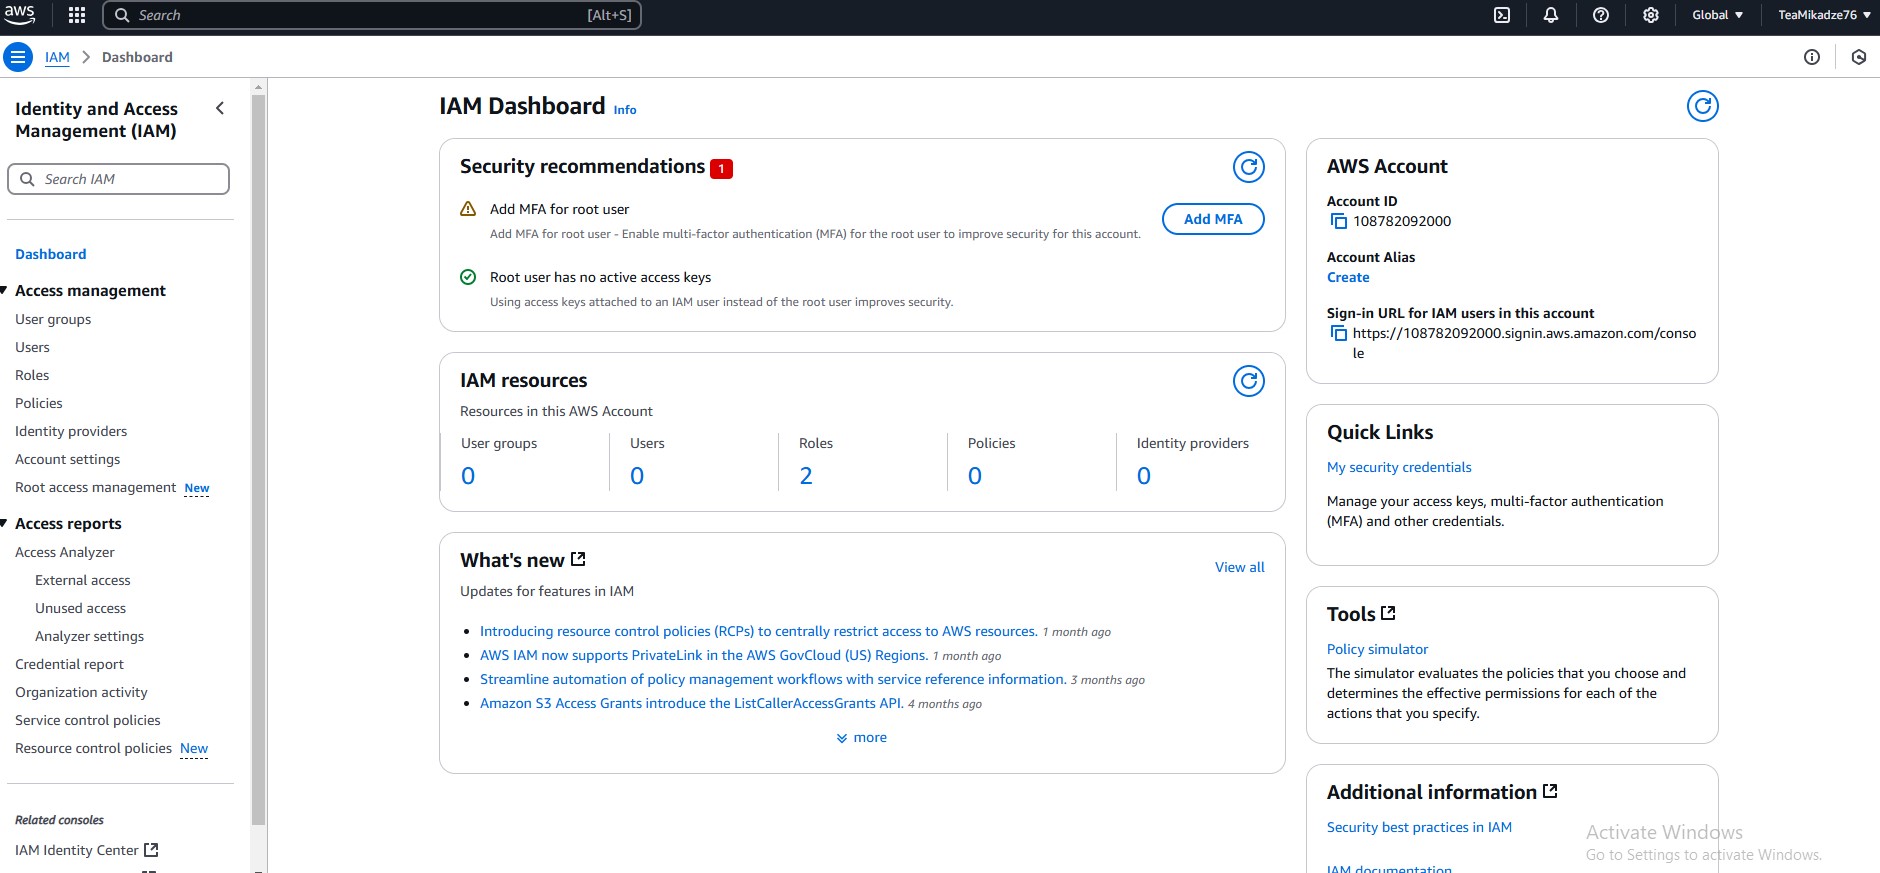 aws
Search
[Alt+S]
Global
TeaMikadze76
IAM
Dashboard
Identity and Access
Management (IAM)
Search IAM
Dashboard
Access management
User groups
Users
Roles
Policies
Identity providers
Account settings
Root access management New
Access reports
Access Analyzer
External access
Unused access
Analyzer settings
Credential report
Organization activity
Service control policies
Resource control policies New
Related consoles
IAM Identity Center
IAM Dashboard Info
Security recommendations 1
Add MFA for root user
Add MFA for root user - Enable multi-factor authentication (MFA) for the root user to improve security for this account.
Add MFA
Root user has no active access keys
Using access keys attached to an IAM user instead of the root user improves security.
IAM resources
Resources in this AWS Account
User groups
0
Users
0
Roles
2
Policies
0
Identity providers
0
What's new
View all
Updates for features in IAM
Introducing resource control policies (RCPs) to centrally restrict access to AWS resources. 1 month ago
AWS IAM now supports PrivateLink in the AWS GovCloud (US) Regions. 1 month ago
Streamline automation of policy management workflows with service reference information. 3 months ago
Amazon S3 Access Grants introduce the ListCallerAccessGrants API. 4 months ago
more
AWS Account
Account ID
108782092000
Account Alias
Create
Sign-in URL for IAM users in this account
https://108782092000.signin.aws.amazon.com/conso
le
Quick Links
My security credentials
Manage your access keys, multi-factor authentication
(MFA) and other credentials.
Tools
Policy simulator
The simulator evaluates the policies that you choose and
determines the effective permissions for each of the
actions that you specify.
Additional information
Security best practices in IAM
IAM documentation
Activate Windows
Go to Settings to activate Windows.